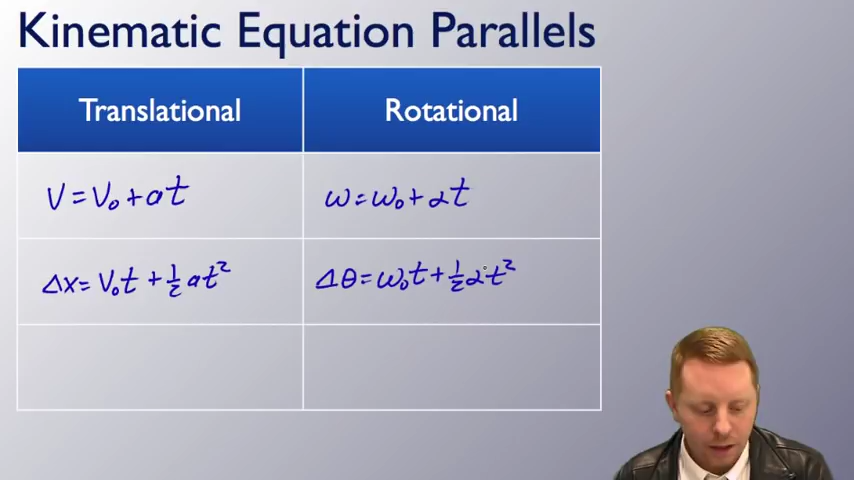 Kinematic Equation Parallels
Translational Rotational
V = V₀ + at ω = ω₀ + αt
Δx = V₀t + ½at² Δθ = ω₀t + ½αt²